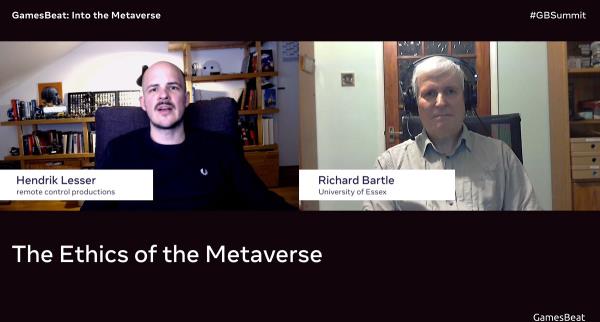 GamesBeat: Into the Metaverse
#GBSummit
Hendrik Lesser
remote control productions
Richard Bartle
University of Essex
The Ethics of the Metaverse
GamesBeat